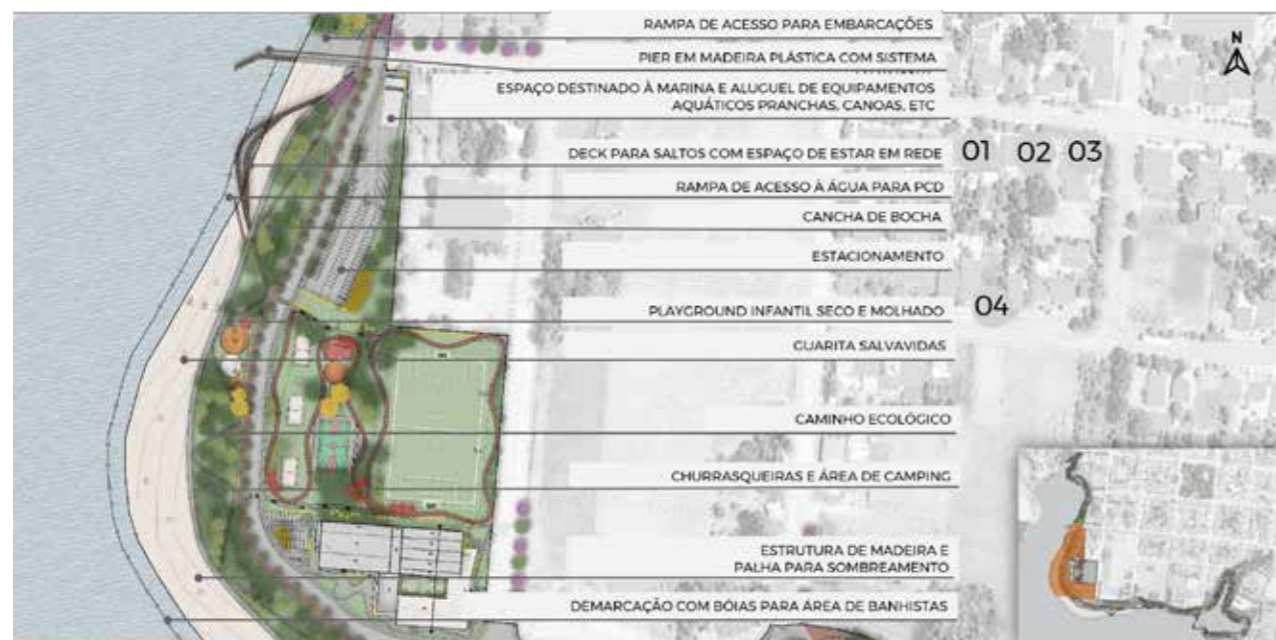 RAMPA DE ACESSO PARA EMBARCAÇÕES
N
PIER EM MADEIRA PLÁSTICA COM SISTEMA
ESPAÇO DESTINADO À MARINA E ALUGUEL DE EQUIPAMENTOS
AQUÁTICOS PRANCHAS, CANOAS, ETC
DECK PARA SALTOS COM ESPAÇO DE ESTAR EM REDE 01 02 03
RAMPA DE ACESSO À ÁGUA PARA PCD
CANCHA DE BOCHA
ESTACIONAMENTO
PLAYGROUND INFANTIL SECO E MOLHADO 04
GUARITA SALVAVIDAS
CAMINHO ECOLÓGICO
CHURRASQUEIRAS E ÁREA DE CAMPING
ESTRUTURA DE MADEIRA E
PALHA PARA SOMBREAMENTO
DEMARCAÇÃO COM BÓIAS PARA ÁREA DE BANHISTAS